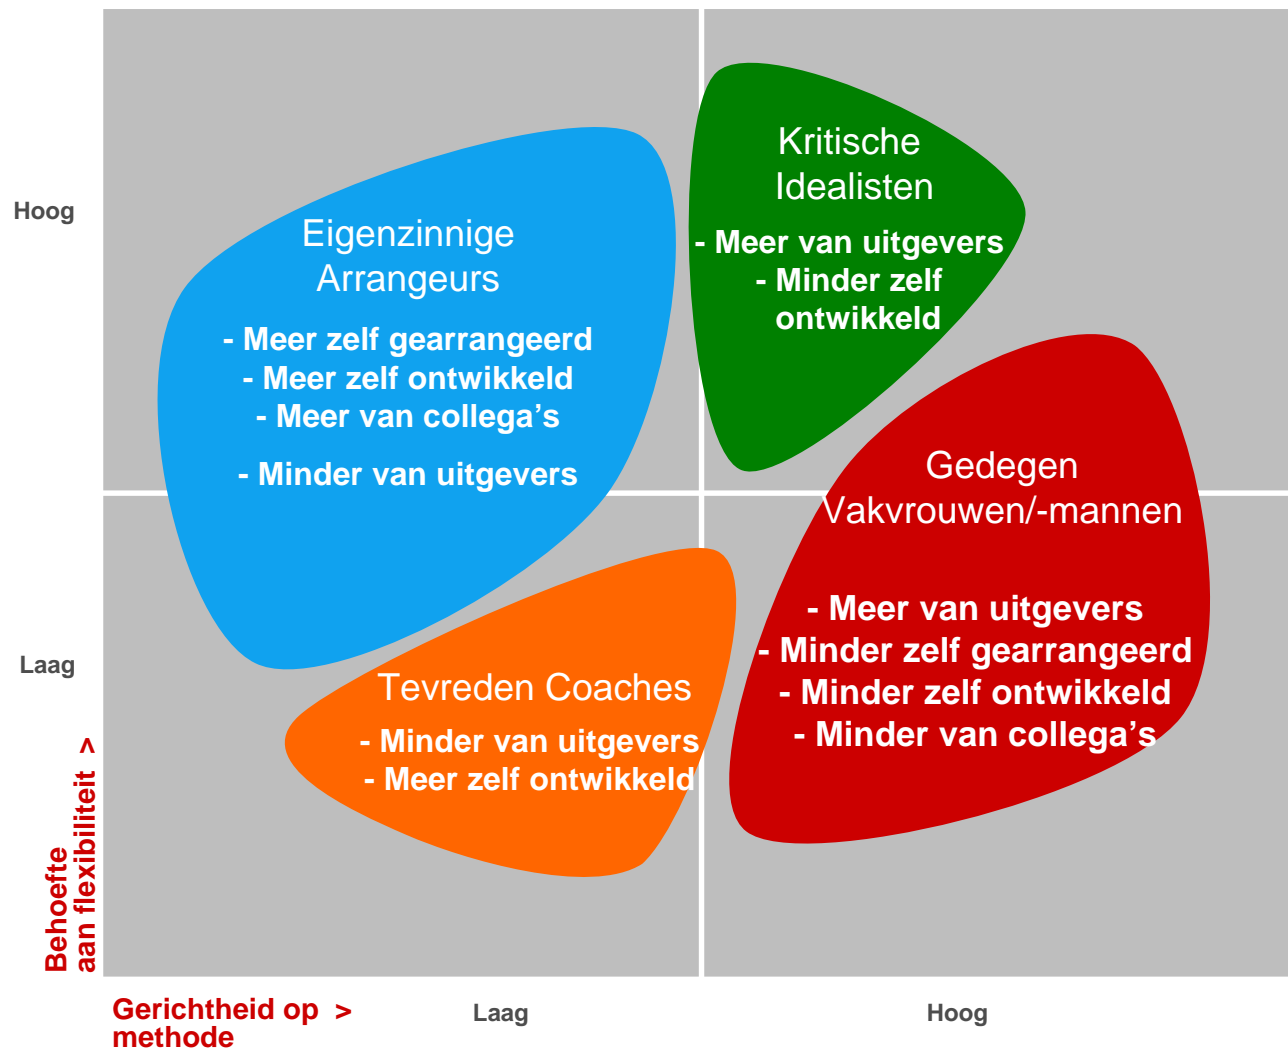 Hoog
Laag
Behoefte
aan flexibiliteit >
Eigenzinnige
Arrangeurs
- Meer zelf gearrangeerd
- Meer zelf ontwikkeld
- Meer van collega’s
- Minder van uitgevers
Kritische
Idealisten
- Meer van uitgevers
- Minder zelf
ontwikkeld
Tevreden Coaches
- Minder van uitgevers
- Meer zelf ontwikkeld
Gedegen
Vakvrouwen/-mannen
- Meer van uitgevers
- Minder zelf gearrangeerd
- Minder zelf ontwikkeld
- Minder van collega’s
Gerichtheid op >
methode
Laag
Hoog